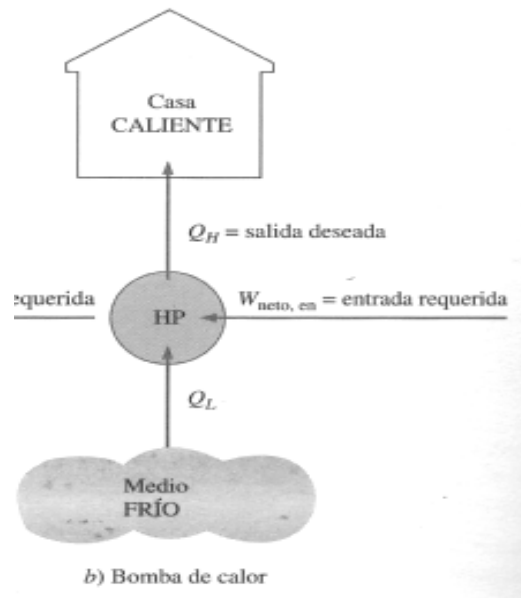 Casa
CALIENTE
Q_H = salida deseada
equerida
W_neto, en = entrada requerida
HP
Q_L
Medio
FRÍO
b) Bomba de calor